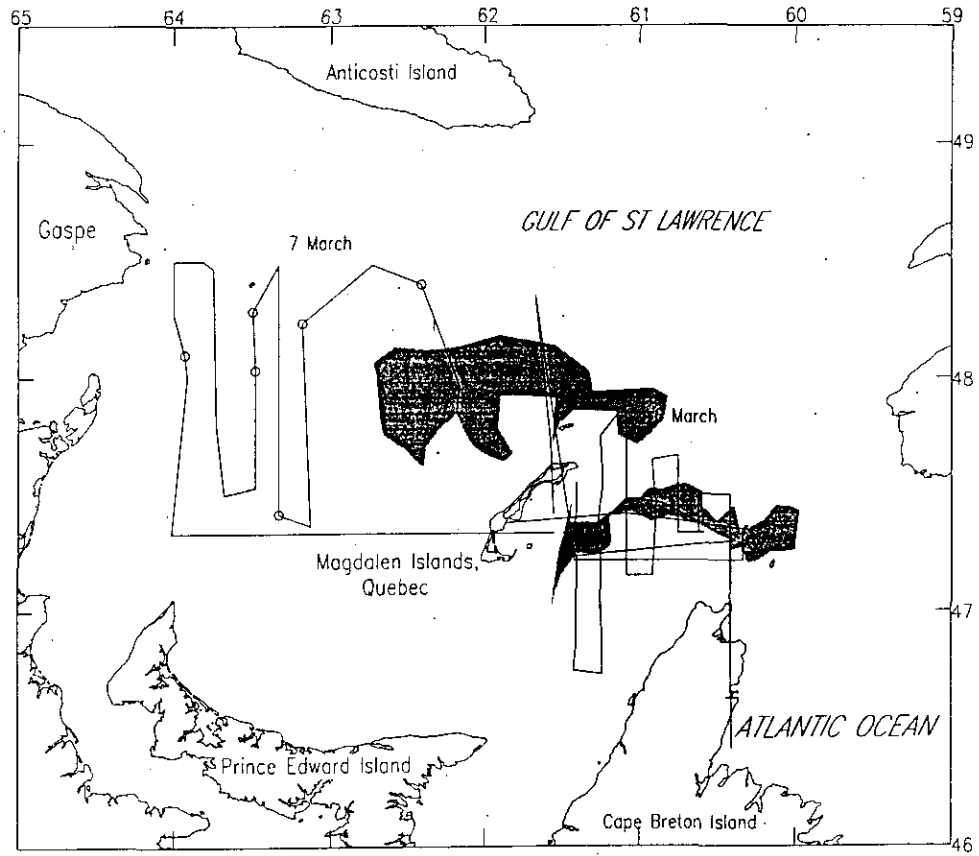 65 64 63 62 61 60 59
Anticosti Island
49
GULF OF ST LAWRENCE
Gaspe
7 March
48
March
Magdalen Islands,
Quebec
47
ATLANTIC OCEAN
Prince Edward Island
Cape Breton Island
46